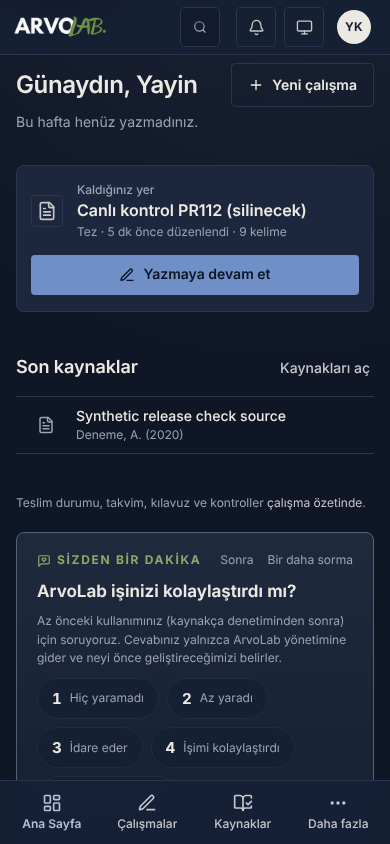 ARVOLAB.
YK
Günaydın, Yayin
Yeni çalışma
Bu hafta henüz yazmadınız.
Kaldığınız yer
Canlı kontrol PR112 (silinecek)
Tez · 5 dk önce düzenlendi · 9 kelime
Yazmaya devam et
Son kaynaklar
Kaynakları aç
Synthetic release check source
Deneme, A. (2020)
Teslim durumu, takvim, kılavuz ve kontroller çalışma özetinde.
SİZDEN BİR DAKİKA
Sonra
Bir daha sorma
ArvoLab işinizi kolaylaştırdı mı?
Az önceki kullanımınız (kaynakça denetiminden sonra)
için soruyoruz. Cevabınız yalnızca ArvoLab yönetimine
gider ve neyi önce geliştireceğimizi belirler.
1 Hiç yaramadı
2 Az yaradı
3 İdare eder
4 İşimi kolaylaştırdı
Ana Sayfa
Çalışmalar
Kaynaklar
Daha fazla